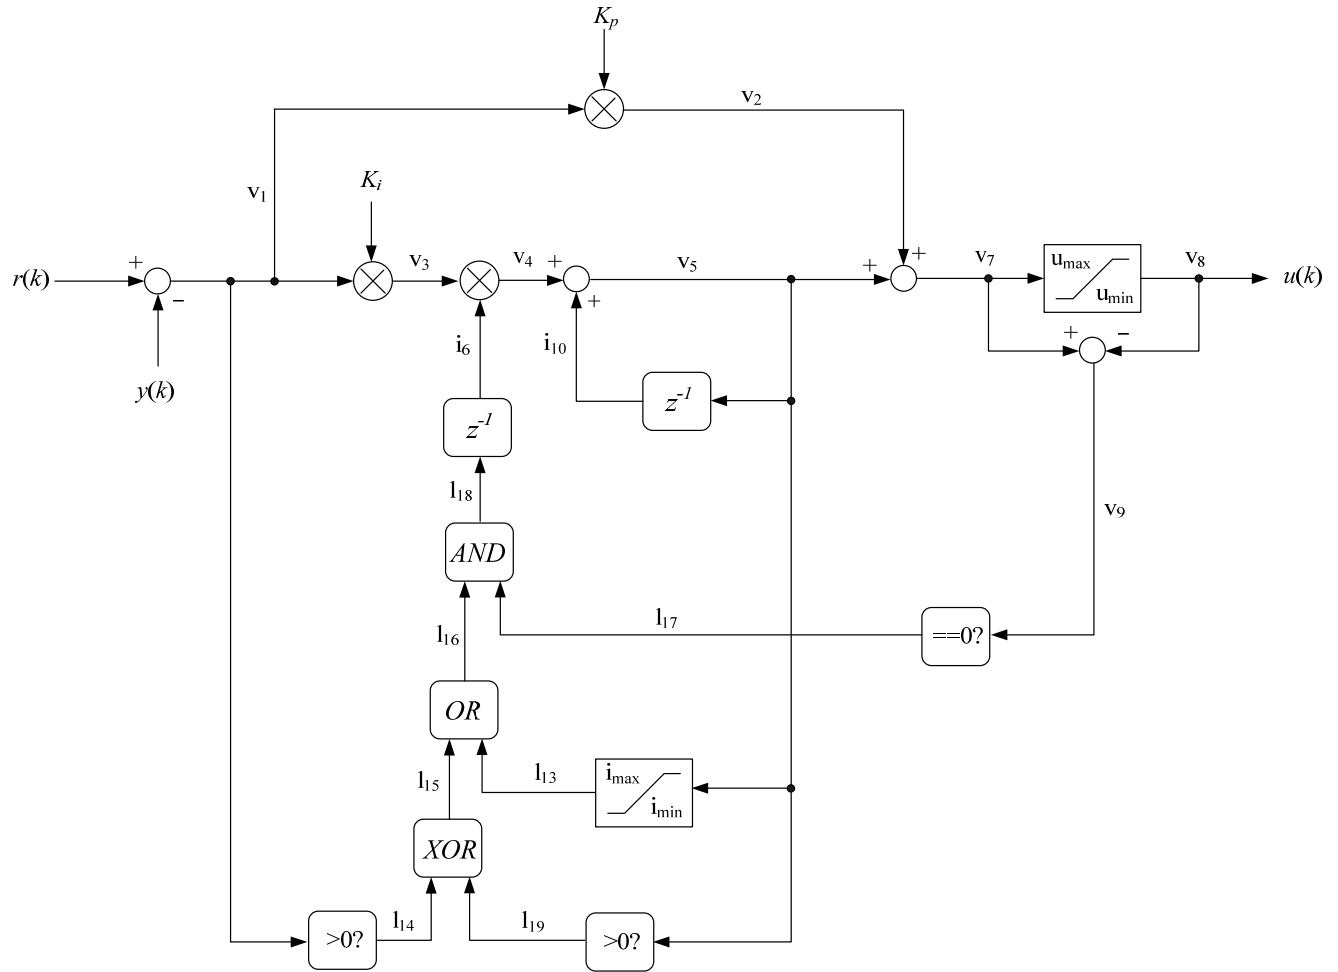 Kp
v2
v1
Ki
r(k)
+
−
y(k)
v3
v4
+
+
v5
+
+
v7
umax
umin
v8
u(k)
i6
i10
z-1
+
−
z-1
l18
v9
AND
l17
==0?
l16
OR
l15
l13
imax
imin
XOR
>0?
l14
l19
>0?